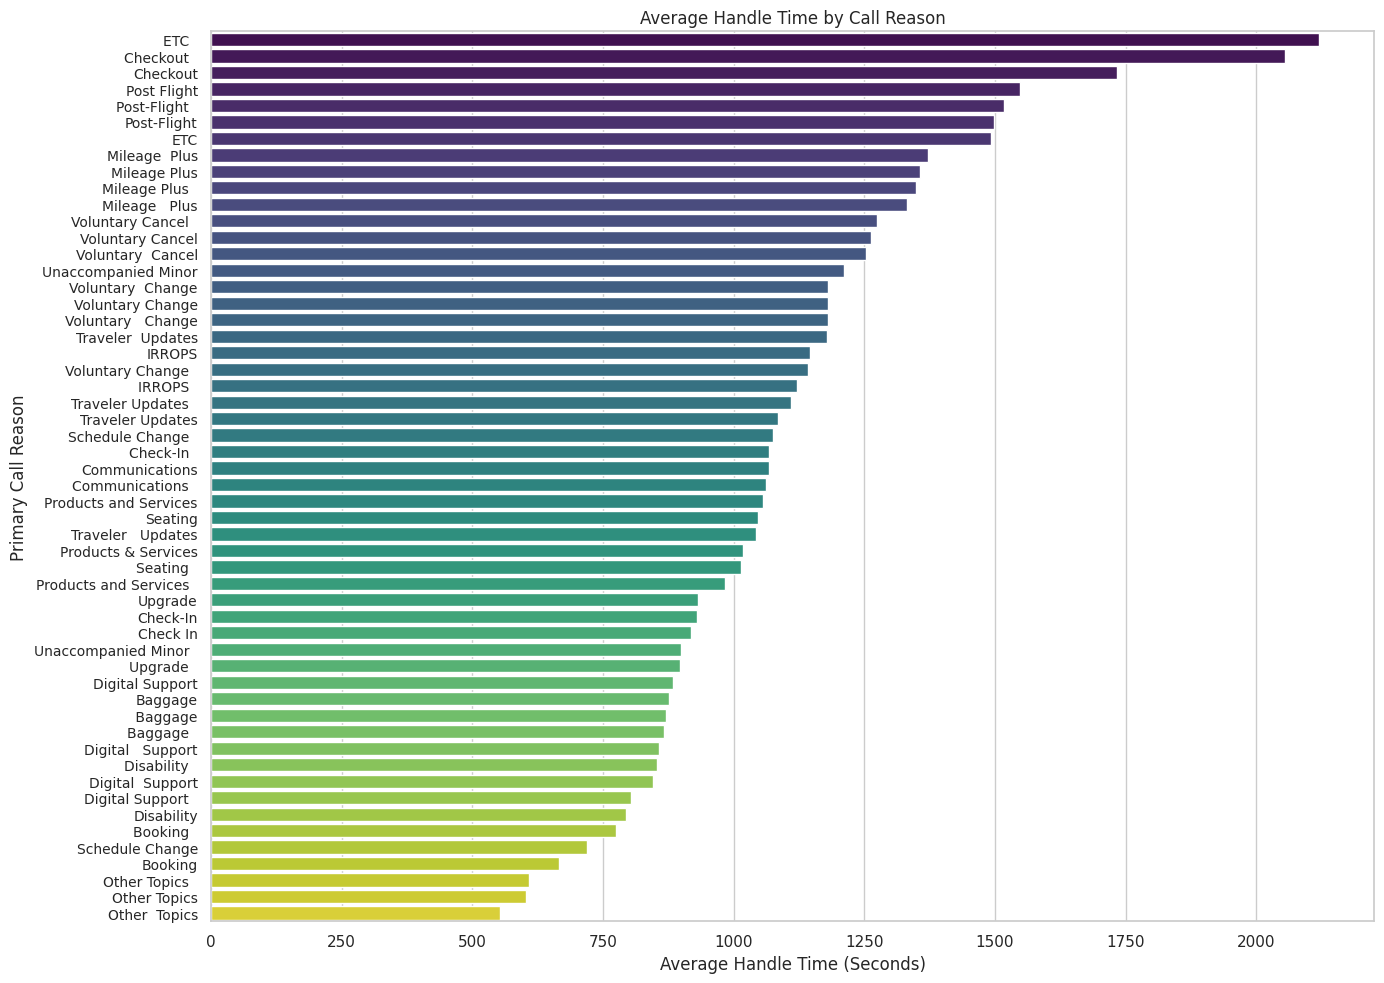 Average Handle Time by Call Reason
ETC
Checkout
Checkout
Post Flight
Post-Flight
Post-Flight
ETC
Mileage  Plus
Mileage Plus
Mileage Plus
Mileage   Plus
Voluntary Cancel
Voluntary Cancel
Voluntary  Cancel
Unaccompanied Minor
Voluntary  Change
Voluntary Change
Voluntary   Change
Traveler  Updates
IRROPS
Voluntary Change
IRROPS
Traveler Updates
Traveler Updates
Schedule Change
Check-In
Communications
Communications
Products and Services
Seating
Traveler   Updates
Products & Services
Seating
Products and Services
Upgrade
Check-In
Check In
Unaccompanied Minor
Upgrade
Digital Support
Baggage
Baggage
Baggage
Digital   Support
Disability
Digital  Support
Digital Support
Disability
Booking
Schedule Change
Booking
Other Topics
Other Topics
Other  Topics
Primary Call Reason
0 250 500 750 1000 1250 1500 1750 2000
Average Handle Time (Seconds)